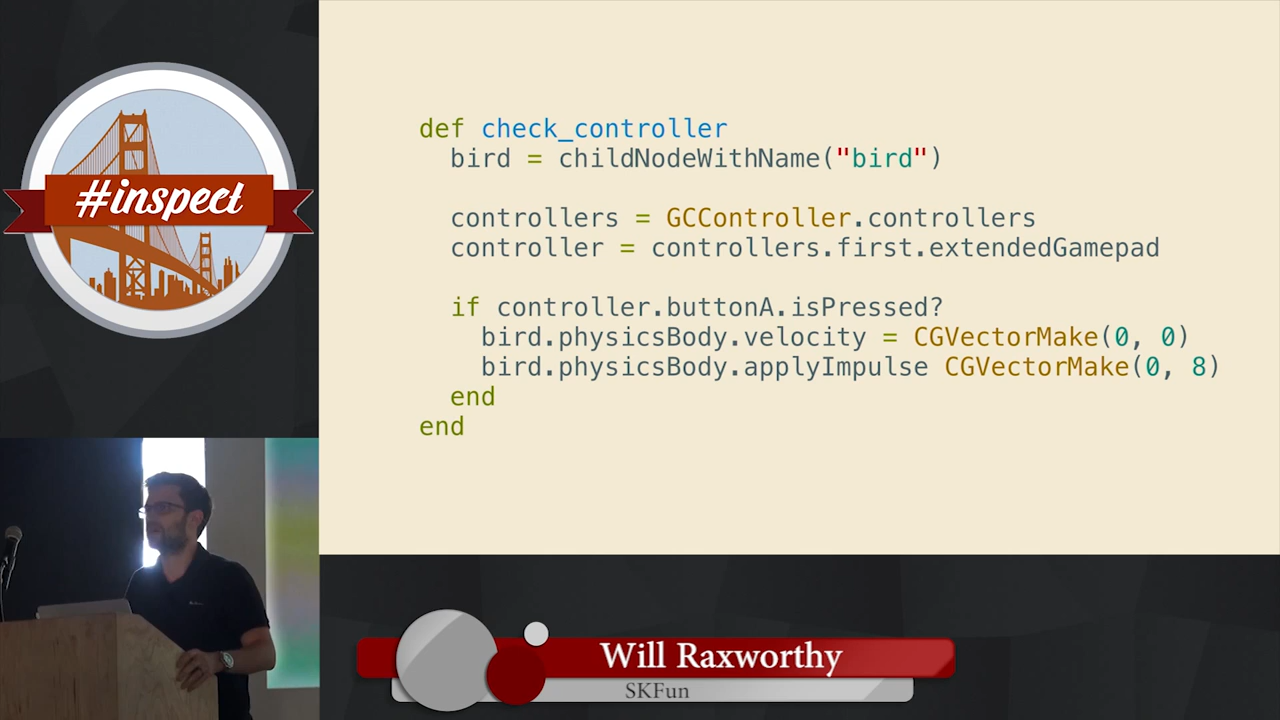 #inspect
def check_controller
bird = childNodeWithName("bird")
controllers = GCController.controllers
controller = controllers.first.extendedGamepad
if controller.buttonA.isPressed?
bird.physicsBody.velocity = CGVectorMake(0, 0)
bird.physicsBody.applyImpulse CGVectorMake(0, 8)
end
end
Will Raxworthy
SKFun